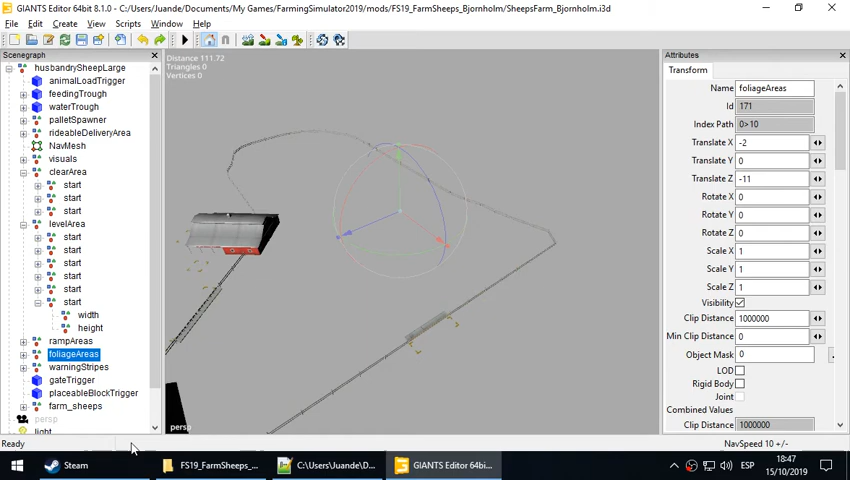 GIANTS Editor 64bit 8.1.0 - C:/Users/Juande/Documents/My Games/FarmingSimulator2019/mods/FS19_FarmSheeps_Bjornholm/SheepsFarm_Bjornholm.i3d
File Edit Create View Scripts Window Help
Scenegraph
husbandrySheepLarge
animalLoadTrigger
feedingTrough
waterTrough
palletSpawner
rideableDeliveryArea
NavMesh
visuals
clearArea
start
start
start
levelArea
start
start
start
start
start
start
width
height
rampAreas
foliageAreas
warningStripes
gateTrigger
placeableBlockTrigger
farm_sheeps
persp
light
Distance 111.72
Triangles 0
Vertices 0
persp
Attributes
Transform
Name foliageAreas
Id 171
Index Path 0>10
Translate X -2
Translate Y 0
Translate Z -11
Rotate X 0
Rotate Y 0
Rotate Z 0
Scale X 1
Scale Y 1
Scale Z 1
Visibility
Clip Distance 1000000
Min Clip Distance 0
Object Mask 0
LOD
Rigid Body
Joint
Combined Values
Clip Distance 1000000
Ready
NavSpeed 10 +/-
Steam
FS19_FarmSheeps_...
C:\Users\Juande\D...
GIANTS Editor 64bi...
ESP
18:47
15/10/2019